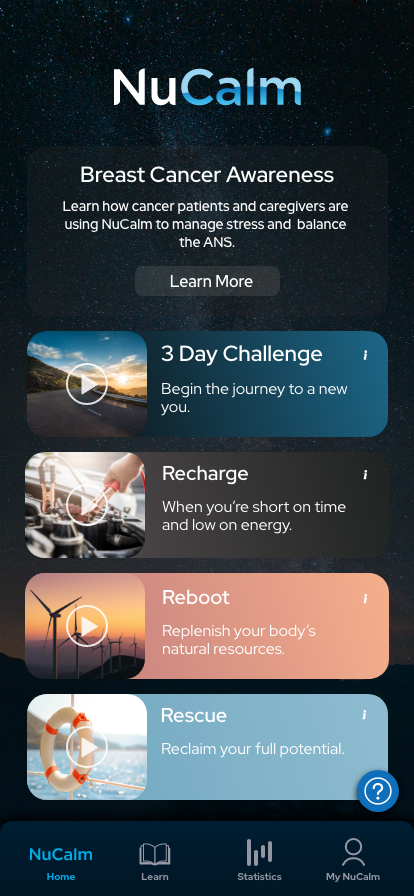 NuCalm
Breast Cancer Awareness
Learn how cancer patients and caregivers are
using NuCalm to manage stress and balance
the ANS.
Learn More
3 Day Challenge
i
Begin the journey to a new
you.
Recharge
i
When you’re short on time
and low on energy.
Reboot
i
Replenish your body’s
natural resources.
Rescue
i
Reclaim your full potential.
?
NuCalm
Home
Learn
Statistics
My NuCalm